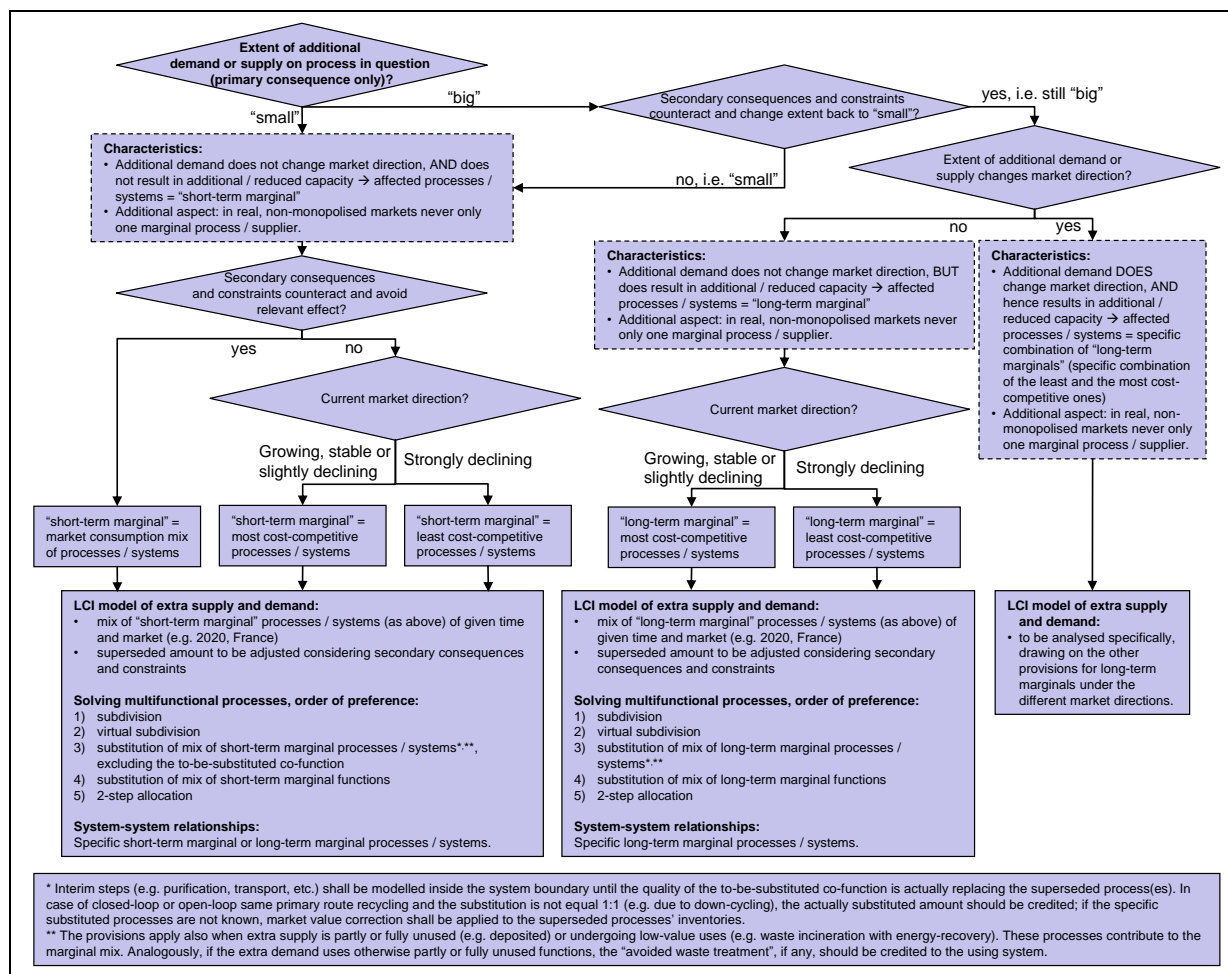 Extent of additional
demand or supply on process in question
(primary consequence only)?
“big”
“small”
Secondary consequences and constraints
counteract and change extent back to “small”?
yes, i.e. still “big”
no, i.e. “small”
Extent of additional demand or
supply changes market direction?
no
yes
Characteristics:
• Additional demand does not change market direction, AND does
not result in additional / reduced capacity → affected processes /
systems = “short-term marginal”
• Additional aspect: in real, non-monopolised markets never only
one marginal process / supplier.
Secondary consequences
and constraints counteract and avoid
relevant effect?
yes
no
Current market direction?
Growing, stable or
slightly declining
Strongly declining
Characteristics:
• Additional demand does not change market direction, BUT
does result in additional / reduced capacity → affected
processes / systems = “long-term marginal”
• Additional aspect: in real, non-monopolised markets never
only one marginal process / supplier.
Current market direction?
Growing, stable or
slightly declining
Strongly declining
Characteristics:
• Additional demand DOES
change market direction, AND
hence results in additional /
reduced capacity → affected
processes / systems = specific
combination of “long-term
marginals” (specific combination
of the least and the most cost-
competitive ones)
• Additional aspect: in real, non-
monopolised markets never only
one marginal process / supplier.
“short-term marginal” =
market consumption mix
of processes / systems
“short-term marginal” =
most cost-competitive
processes / systems
“short-term marginal” =
least cost-competitive
processes / systems
“long-term marginal” =
most cost-competitive
processes / systems
“long-term marginal” =
least cost-competitive
processes / systems
LCI model of extra supply and demand:
• mix of “short-term marginal” processes / systems (as above) of given time
and market (e.g. 2020, France)
• superseded amount to be adjusted considering secondary consequences
and constraints
Solving multifunctional processes, order of preference:
1) subdivision
2) virtual subdivision
3) substitution of mix of short-term marginal processes / systems*,**,
excluding the to-be-substituted co-function
4) substitution of mix of short-term marginal functions
5) 2-step allocation
System-system relationships:
Specific short-term marginal or long-term marginal processes / systems.
LCI model of extra supply and demand:
• mix of “long-term marginal” processes / systems (as above) of
given time and market (e.g. 2020, France)
• superseded amount to be adjusted considering secondary
consequences and constraints
Solving multifunctional processes, order of preference:
1) subdivision
2) virtual subdivision
3) substitution of mix of long-term marginal processes /
systems*,**
4) substitution of mix of long-term marginal functions
5) 2-step allocation
System-system relationships:
Specific long-term marginal processes / systems.
LCI model of extra supply
and demand:
• to be analysed specifically,
drawing on the other
provisions for long-term
marginals under the
different market directions.
* Interim steps (e.g. purification, transport, etc.) shall be modelled inside the system boundary until the quality of the to-be-substituted co-function is actually replacing the superseded process(es). In
case of closed-loop or open-loop same primary route recycling and the substitution is not equal 1:1 (e.g. due to down-cycling), the actually substituted amount should be credited; if the specific
substituted processes are not known, market value correction shall be applied to the superseded processes’ inventories.
** The provisions apply also when extra supply is partly or fully unused (e.g. deposited) or undergoing low-value uses (e.g. waste incineration with energy-recovery). These processes contribute to the
marginal mix. Analogously, if the extra demand uses otherwise partly or fully unused functions, the “avoided waste treatment”, if any, should be credited to the using system.